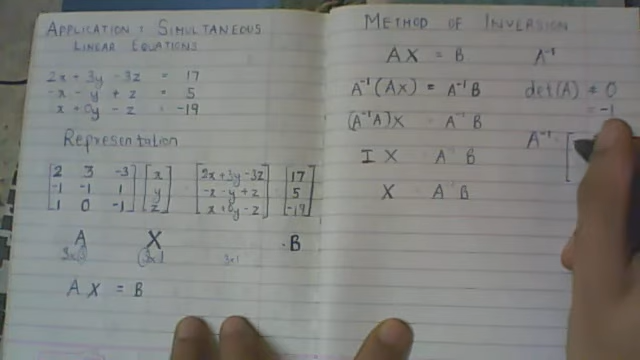 APPLICATION : SIMULTANEOUS
LINEAR EQUATIONS
2x + 3y - 3z = 17
-x - y + z = 5
x + 0y - z = -19
Representation
2 3 -3 x 2x+3y-3z 17
-1 -1 1 y -x-y+z 5
1 0 -1 z x+0y-z -19
A X B
3x1 3x1
A X = B
METHOD OF INVERSION
AX = B A⁻¹
A⁻¹(AX) = A⁻¹B det(A) ≠ 0
= -1
(A⁻¹A)X A⁻¹B
A⁻¹
I X A⁻¹B
X A⁻¹B